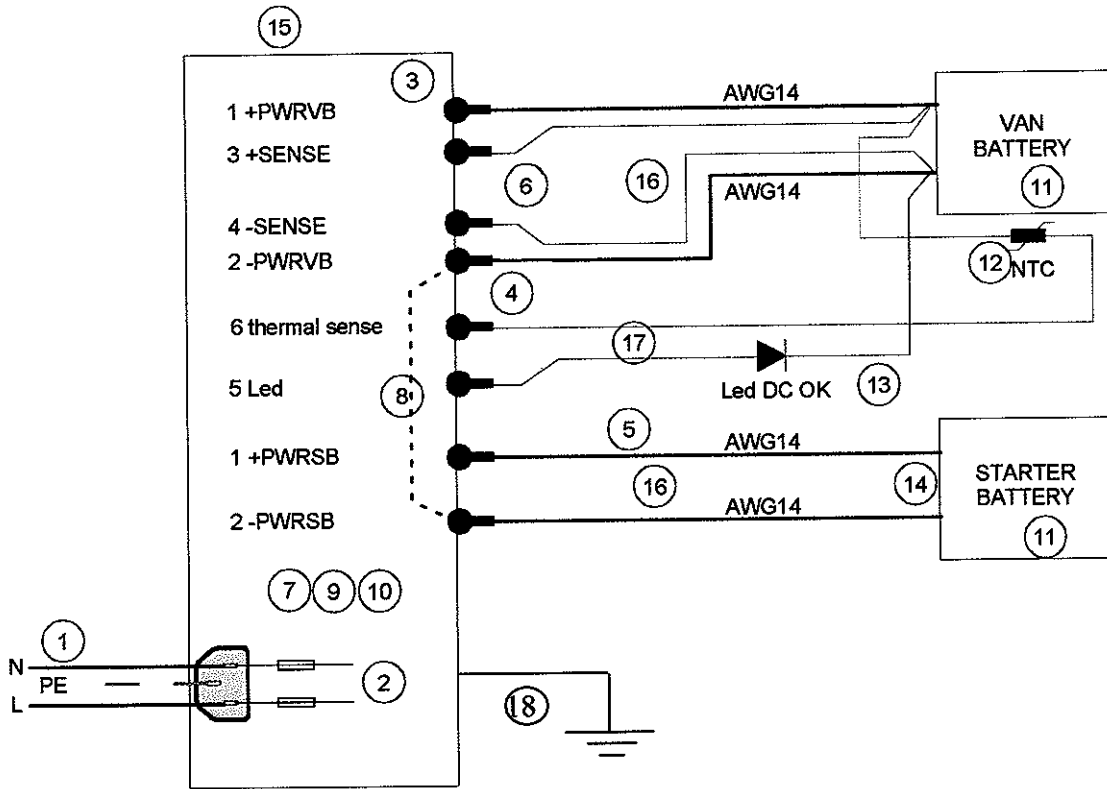 15
3
1 +PWRVB
AWG14
VAN
BATTERY
11
3 +SENSE
6
16
4 -SENSE
AWG14
2 -PWRVB
4
12
NTC
6 thermal sense
17
5 Led
8
Led DC OK
13
5
1 +PWRSB
AWG14
16
14
STARTER
BATTERY
11
2 -PWRSB
AWG14
7 9 10
1
N
PE
L
2
18